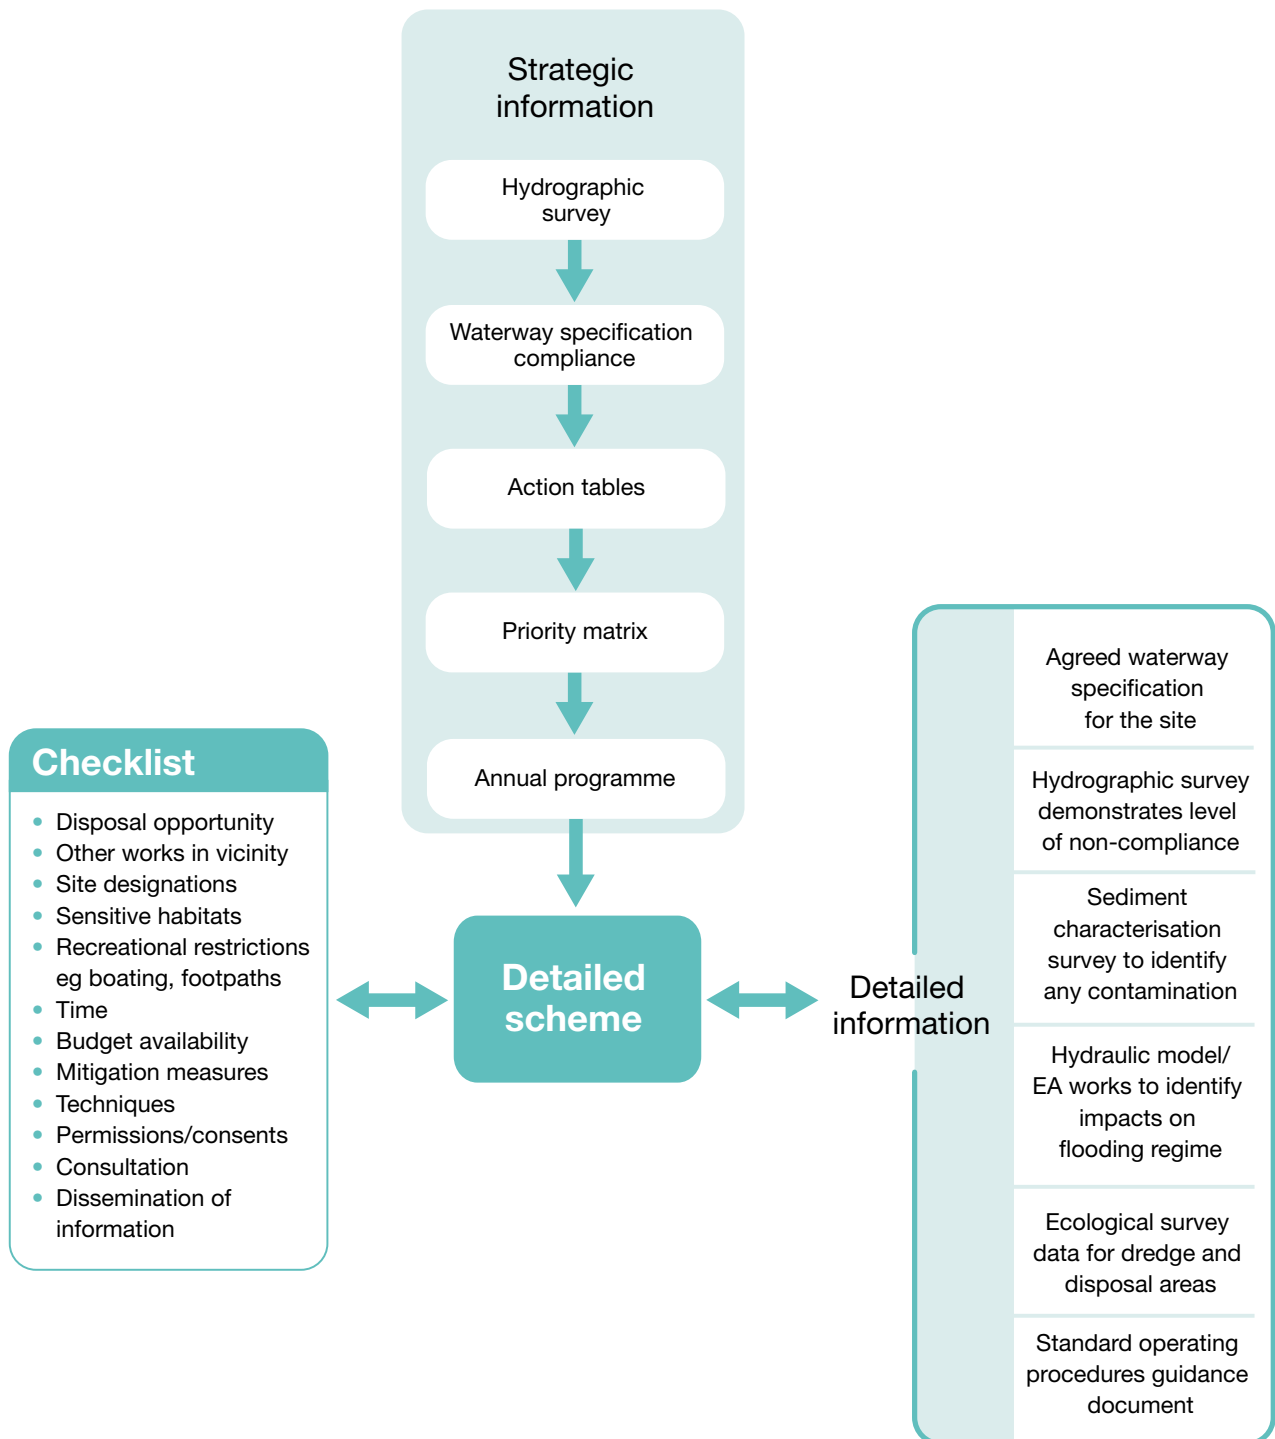 Strategic
information
Hydrographic
survey
Waterway specification
compliance
Action tables
Priority matrix
Annual programme
Checklist
• Disposal opportunity
• Other works in vicinity
• Site designations
• Sensitive habitats
• Recreational restrictions
eg boating, footpaths
• Time
• Budget availability
• Mitigation measures
• Techniques
• Permissions/consents
• Consultation
• Dissemination of
information
Detailed
scheme
Detailed
information
Agreed waterway
specification
for the site
Hydrographic survey
demonstrates level
of non-compliance
Sediment
characterisation
survey to identify
any contamination
Hydraulic model/
EA works to identify
impacts on
flooding regime
Ecological survey
data for dredge and
disposal areas
Standard operating
procedures guidance
document